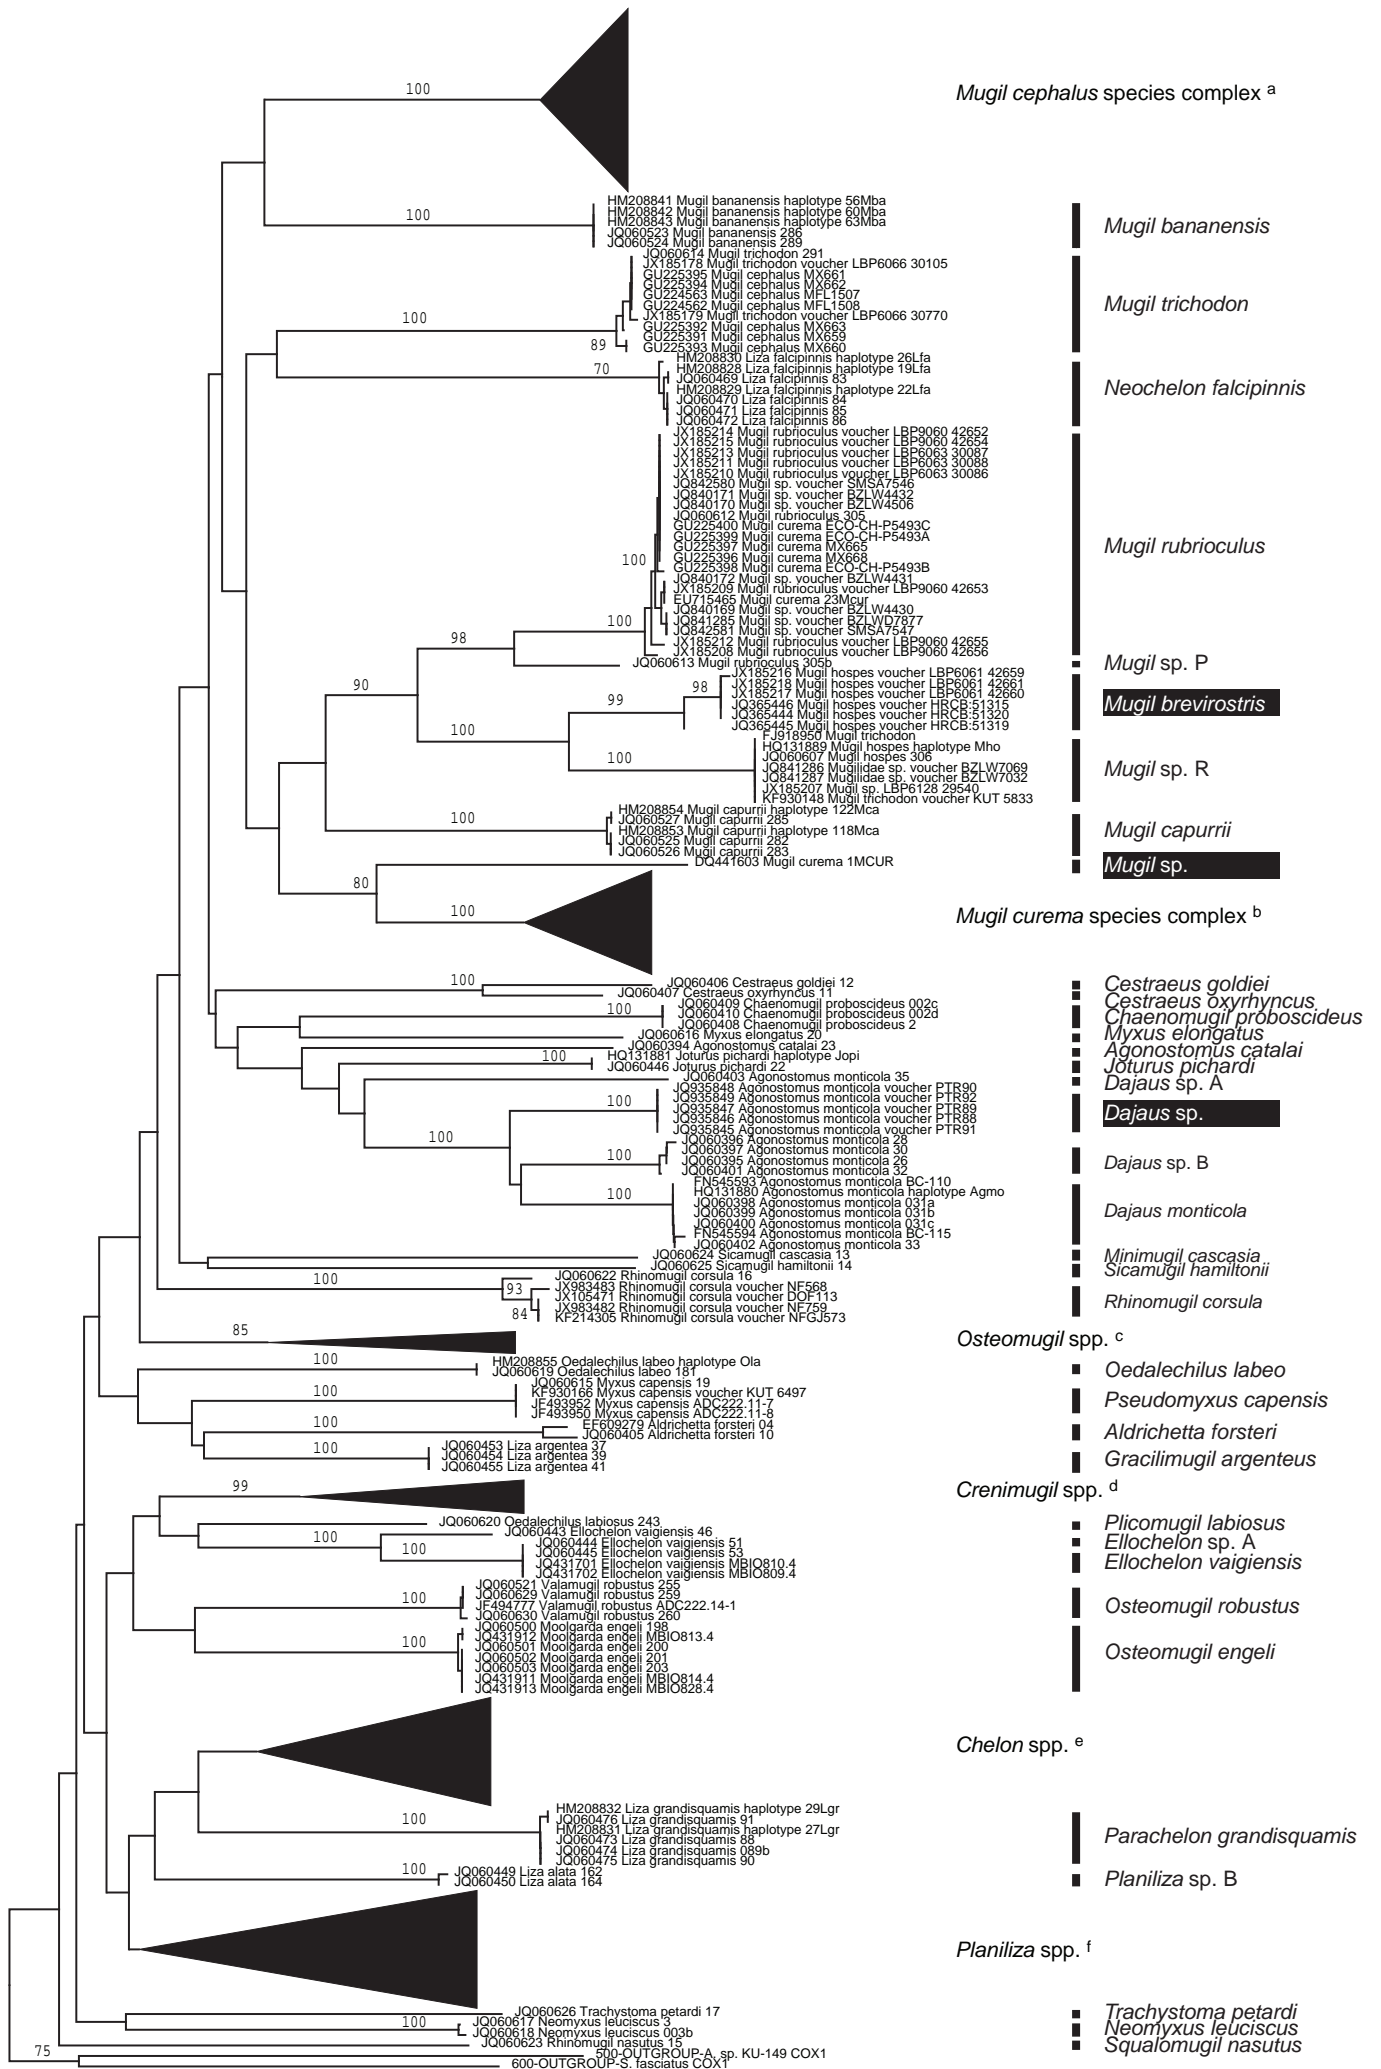 100
Mugil cephalus species complex a
HM208841 Mugil bananensis haplotype 56Mba
HM208842 Mugil bananensis haplotype 60Mba
HM208843 Mugil bananensis haplotype 63Mba
JQ060523 Mugil bananensis 286
JQ060524 Mugil bananensis 289
100
Mugil bananensis
JQ060614 Mugil trichodon 291
JX185178 Mugil trichodon voucher LBP6066 30105
GU225395 Mugil cephalus MX661
GU225394 Mugil cephalus MX662
GU224563 Mugil cephalus MFL1507
GU224562 Mugil cephalus MFL1508
JX185179 Mugil trichodon voucher LBP6066 30770
GU225392 Mugil cephalus MX663
GU225391 Mugil cephalus MX659
GU225393 Mugil cephalus MX660
100
89
Mugil trichodon
HM208830 Liza falcipinnis haplotype 26Lfa
HM208828 Liza falcipinnis haplotype 19Lfa
JQ060469 Liza falcipinnis 83
HM208829 Liza falcipinnis haplotype 22Lfa
JQ060470 Liza falcipinnis 84
JQ060471 Liza falcipinnis 85
JQ060472 Liza falcipinnis 86
70
Neochelon falcipinnis
JX185214 Mugil rubrioculus voucher LBP9060 42652
JX185215 Mugil rubrioculus voucher LBP9060 42654
JX185213 Mugil rubrioculus voucher LBP6063 30087
JX185211 Mugil rubrioculus voucher LBP6063 30088
JX185210 Mugil rubrioculus voucher LBP6063 30086
JQ842580 Mugil sp. voucher SMSA7546
JQ840171 Mugil sp. voucher BZLW4432
JQ840170 Mugil sp. voucher BZLW4506
JQ060612 Mugil rubrioculus 305
GU225400 Mugil curema ECO-CH-P5493C
GU225399 Mugil curema ECO-CH-P5493A
GU225397 Mugil curema MX665
GU225396 Mugil curema MX668
GU225398 Mugil curema ECO-CH-P5493B
JQ840172 Mugil sp. voucher BZLW4431
JX185209 Mugil rubrioculus voucher LBP9060 42653
EU715465 Mugil curema 23Mcur
JQ840169 Mugil sp. voucher BZLW4430
JQ841285 Mugil sp. voucher BZLWD7877
JQ842581 Mugil sp. voucher SMSA7547
JX185212 Mugil rubrioculus voucher LBP9060 42655
JX185208 Mugil rubrioculus voucher LBP9060 42656
100
100
98
Mugil rubrioculus
JQ060613 Mugil rubrioculus 305b
Mugil sp. P
90
JX185216 Mugil hospes voucher LBP6061 42659
JX185218 Mugil hospes voucher LBP6061 42661
JX185217 Mugil hospes voucher LBP6061 42660
JQ365446 Mugil hospes voucher HRCB:51315
JQ365444 Mugil hospes voucher HRCB:51320
JQ365445 Mugil hospes voucher HRCB:51319
98
99
100
Mugil brevirostris
FJ918950 Mugil trichodon
HQ131889 Mugil hospes haplotype Mho
JQ060607 Mugil hospes 306
JQ841286 Mugilidae sp. voucher BZLW7069
JQ841287 Mugilidae sp. voucher BZLW7032
JX185207 Mugil sp. LBP6128 29540
KF930148 Mugil trichodon voucher KUT 5833
100
Mugil sp. R
HM208854 Mugil capurrii haplotype 122Mca
JQ060527 Mugil capurrii 285
HM208853 Mugil capurrii haplotype 118Mca
JQ060525 Mugil capurrii 282
JQ060526 Mugil capurrii 283
100
Mugil capurrii
DQ441603 Mugil curema 1MCUR
Mugil sp.
80
100
Mugil curema species complex b
JQ060406 Cestraeus goldiei 12
100
Cestraeus goldiei
JQ060407 Cestraeus oxyrhyncus 11
Cestraeus oxyrhyncus
JQ060409 Chaenomugil proboscideus 002c
JQ060410 Chaenomugil proboscideus 002d
JQ060408 Chaenomugil proboscideus 2
100
Chaenomugil proboscideus
JQ060616 Myxus elongatus 20
Myxus elongatus
JQ060394 Agonostomus catalai 23
Agonostomus catalai
HQ131881 Joturus pichardi haplotype Jopi
JQ060446 Joturus pichardi 22
100
Joturus pichardi
JQ060403 Agonostomus monticola 35
Dajaus sp. A
JQ935848 Agonostomus monticola voucher PTR90
JQ935849 Agonostomus monticola voucher PTR92
JQ935847 Agonostomus monticola voucher PTR89
JQ935846 Agonostomus monticola voucher PTR88
JQ935845 Agonostomus monticola voucher PTR91
100
Dajaus sp.
100
JQ060396 Agonostomus monticola 28
JQ060397 Agonostomus monticola 30
JQ060395 Agonostomus monticola 26
JQ060401 Agonostomus monticola 32
100
Dajaus sp. B
FN545593 Agonostomus monticola BC-110
HQ131880 Agonostomus monticola haplotype Agmo
JQ060398 Agonostomus monticola 031a
JQ060399 Agonostomus monticola 031b
JQ060400 Agonostomus monticola 031c
FN545594 Agonostomus monticola BC-115
JQ060402 Agonostomus monticola 33
100
Dajaus monticola
JQ060624 Sicamugil cascasia 13
Minimugil cascasia
JQ060625 Sicamugil hamiltonii 14
Sicamugil hamiltonii
JQ060622 Rhinomugil corsula 16
JX983483 Rhinomugil corsula voucher NF568
JX105471 Rhinomugil corsula voucher DOF113
JX983482 Rhinomugil corsula voucher NF759
KF214305 Rhinomugil corsula voucher NFGJ573
100
93
84
Rhinomugil corsula
85
Osteomugil spp. c
HM208855 Oedalechilus labeo haplotype Ola
JQ060619 Oedalechilus labeo 181
100
Oedalechilus labeo
JQ060615 Myxus capensis 19
KF930166 Myxus capensis voucher KUT 6497
JF493952 Myxus capensis ADC222.11-7
JF493950 Myxus capensis ADC222.11-8
100
Pseudomyxus capensis
EF609279 Aldrichetta forsteri 04
JQ060405 Aldrichetta forsteri 10
100
Aldrichetta forsteri
JQ060453 Liza argentea 37
JQ060454 Liza argentea 39
JQ060455 Liza argentea 41
100
Gracilimugil argenteus
99
Crenimugil spp. d
JQ060620 Oedalechilus labiosus 243
Plicomugil labiosus
JQ060443 Ellochelon vaigiensis 46
100
Ellochelon sp. A
JQ060444 Ellochelon vaigiensis 51
JQ060445 Ellochelon vaigiensis 53
JQ431701 Ellochelon vaigiensis MBIO810.4
JQ431702 Ellochelon vaigiensis MBIO809.4
100
Ellochelon vaigiensis
JQ060521 Valamugil robustus 255
JQ060629 Valamugil robustus 259
JF494777 Valamugil robustus ADC222.14-1
JQ060630 Valamugil robustus 260
100
Osteomugil robustus
JQ060500 Moolgarda engeli 198
JQ431912 Moolgarda engeli MBIO813.4
JQ060501 Moolgarda engeli 200
JQ060502 Moolgarda engeli 201
JQ060503 Moolgarda engeli 203
JQ431911 Moolgarda engeli MBIO814.4
JQ431913 Moolgarda engeli MBIO828.4
100
Osteomugil engeli
Chelon spp. e
HM208832 Liza grandisquamis haplotype 29Lgr
JQ060476 Liza grandisquamis 91
HM208831 Liza grandisquamis haplotype 27Lgr
JQ060473 Liza grandisquamis 88
JQ060474 Liza grandisquamis 089b
JQ060475 Liza grandisquamis 90
100
Parachelon grandisquamis
JQ060449 Liza alata 162
JQ060450 Liza alata 164
100
Planiliza sp. B
Planiliza spp. f
JQ060626 Trachystoma petardi 17
Trachystoma petardi
JQ060617 Neomyxus leuciscus 3
JQ060618 Neomyxus leuciscus 003b
100
Neomyxus leuciscus
JQ060623 Rhinomugil nasutus 15
Squalomugil nasutus
75
500-OUTGROUP-A. sp. KU-149 COX1
600-OUTGROUP-S. fasciatus COX1